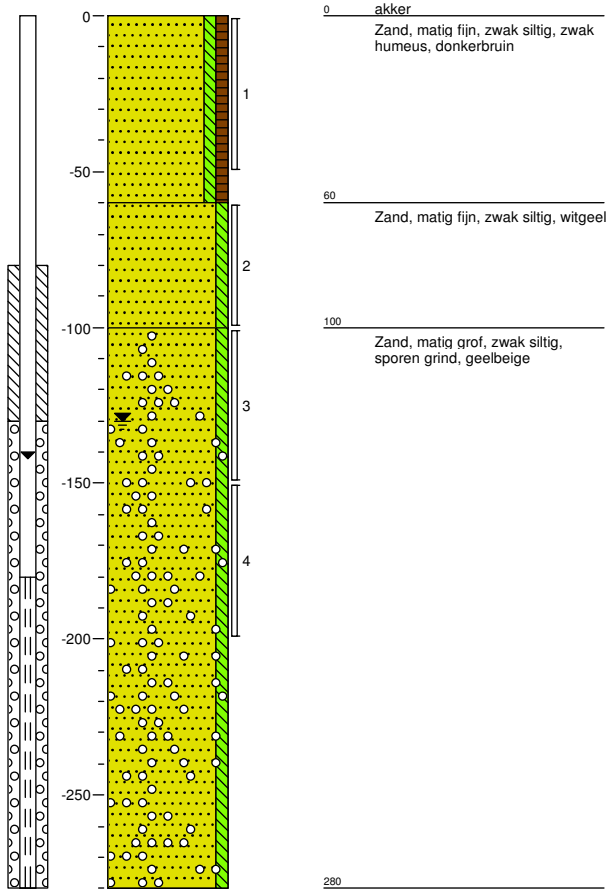 0
akker
0
Zand, matig fijn, zwak siltig, zwak
humeus, donkerbruin
1
-50
60
Zand, matig fijn, zwak siltig, witgeel
2
-100
100
Zand, matig grof, zwak siltig,
sporen grind, geelbeige
3
-150
4
-200
-250
280